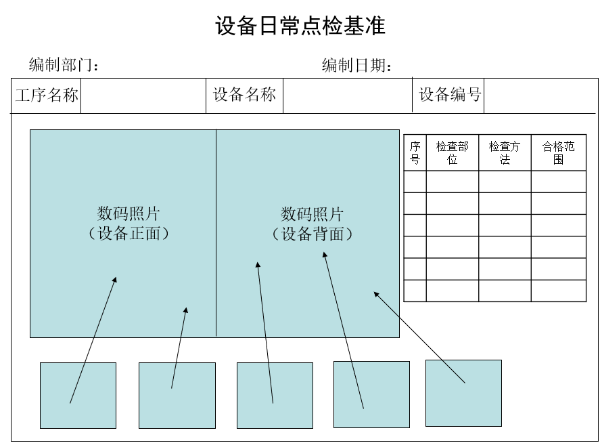 设备日常点检基准
编制部门：
编制日期：
工序名称
设备名称
设备编号
数码照片
（设备正面）
数码照片
（设备背面）
序
号
检查部
位
检查方
法
合格范
围